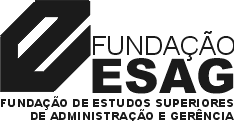 FUNDAÇÃO
ESAG
FUNDAÇÃO DE ESTUDOS SUPERIORES
DE ADMINISTRAÇÃO E GERÊNCIA